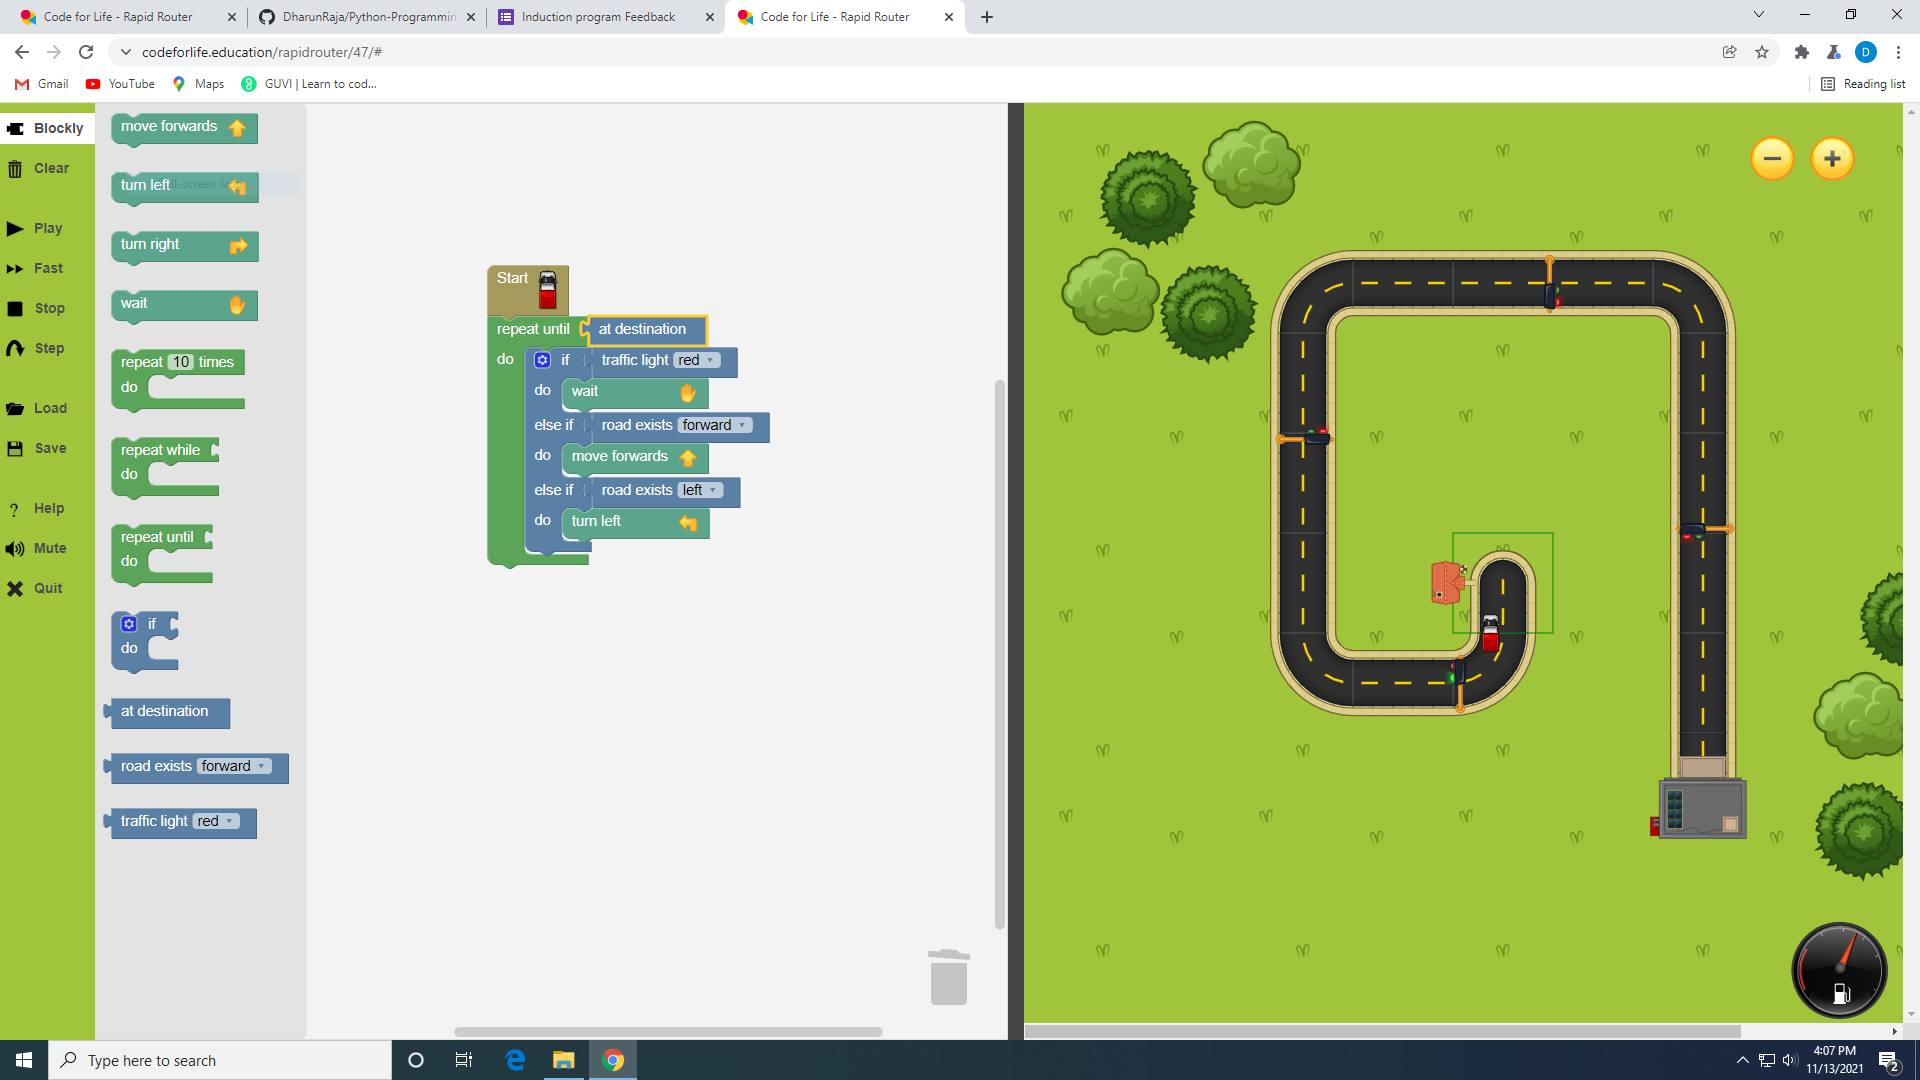 Code for Life - Rapid Router
DharunRaja/Python-Programmin
Induction program Feedback
Code for Life - Rapid Router
codeforlife.education/rapidrouter/47/#
D
Gmail
YouTube
Maps
GUVI | Learn to cod...
Reading list
Blockly
Clear
Play
Fast
Stop
Step
Load
Save
Help
Mute
Quit
move forwards
turn left
turn right
wait
repeat 10 times
do
repeat while
do
repeat until
do
if
do
at destination
road exists forward
traffic light red
Start
repeat until at destination
do if traffic light red
do wait
else if road exists forward
do move forwards
else if road exists left
do turn left
Type here to search
4:07 PM
11/13/2021
2